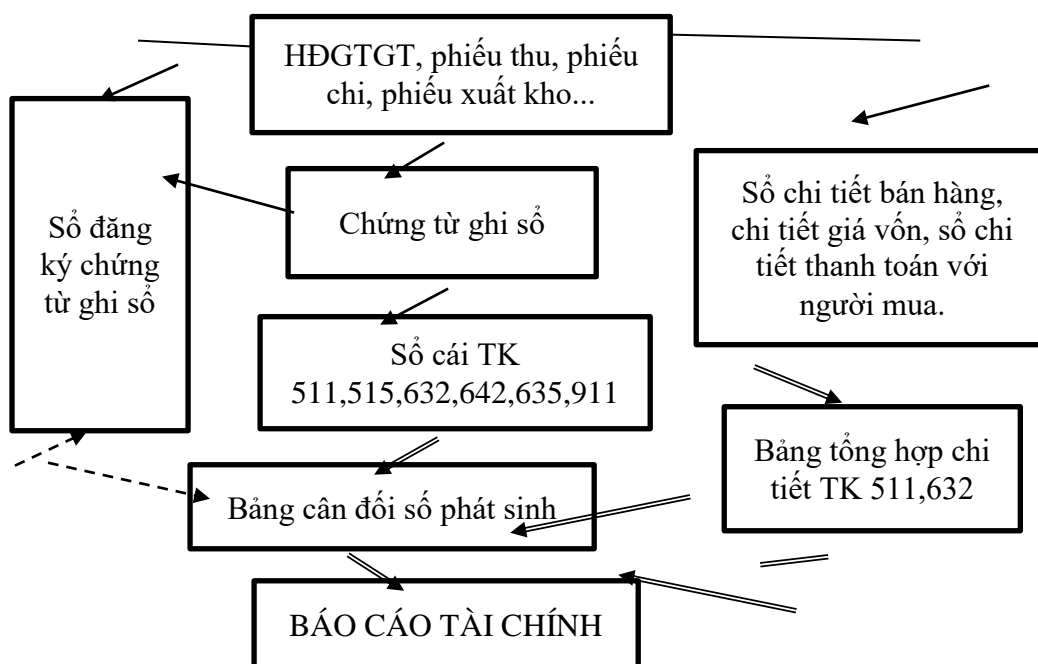 HĐGTGT, phiếu thu, phiếu
chi, phiếu xuất kho...
Sổ đăng
ký chứng
từ ghi sổ
Chứng từ ghi sổ
Sổ chi tiết bán hàng,
chi tiết giá vốn, sổ chi
tiết thanh toán với
người mua.
Sổ cái TK
511,515,632,642,635,911
Bảng tổng hợp chi
tiết TK 511,632
Bảng cân đối số phát sinh
BÁO CÁO TÀI CHÍNH